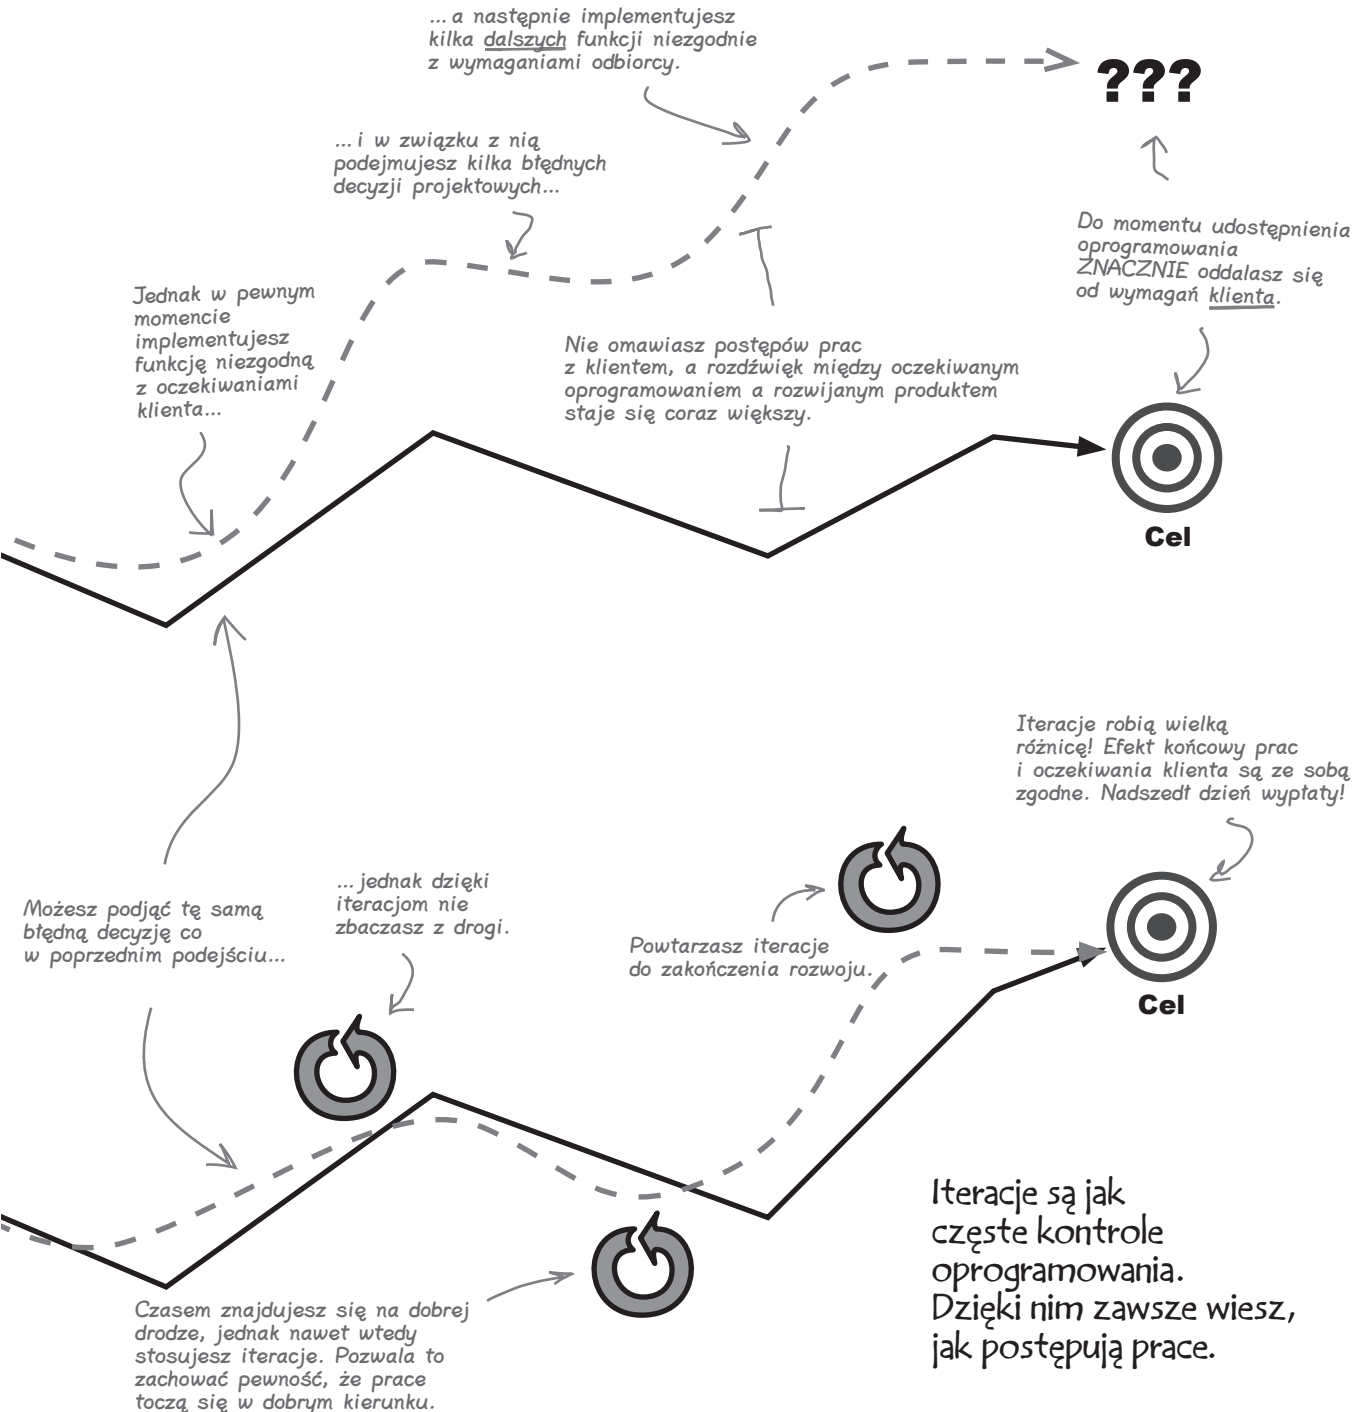 ... a następnie implementujesz
kilka dalszych funkcji niezgodnie
z wymaganiami odbiorcy.
???
... i w związku z nią
podejmujesz kilka błędnych
decyzji projektowych...
Do momentu udostępnienia
oprogramowania
ZNACZNIE oddalasz się
od wymagań klienta.
Jednak w pewnym
momencie
implementujesz
funkcję niezgodną
z oczekiwaniami
klienta...
Nie omawiasz postępów prac
z klientem, a rozdźwięk między oczekiwanym
oprogramowaniem a rozwijanym produktem
staje się coraz większy.
Cel
Iteracje robią wielką
różnicę! Efekt końcowy prac
i oczekiwania klienta są ze sobą
zgodne. Nadszedł dzień wypłaty!
Możesz podjąć tę samą
błędną decyzję co
w poprzednim podejściu...
... jednak dzięki
iteracjom nie
zbaczasz z drogi.
Powtarzasz iteracje
do zakończenia rozwoju.
Cel
Czasem znajdujesz się na dobrej
drodze, jednak nawet wtedy
stosujesz iteracje. Pozwala to
zachować pewność, że prace
toczą się w dobrym kierunku.
Iteracje są jak
częste kontrole
oprogramowania.
Dzięki nim zawsze wiesz,
jak postępują prace.